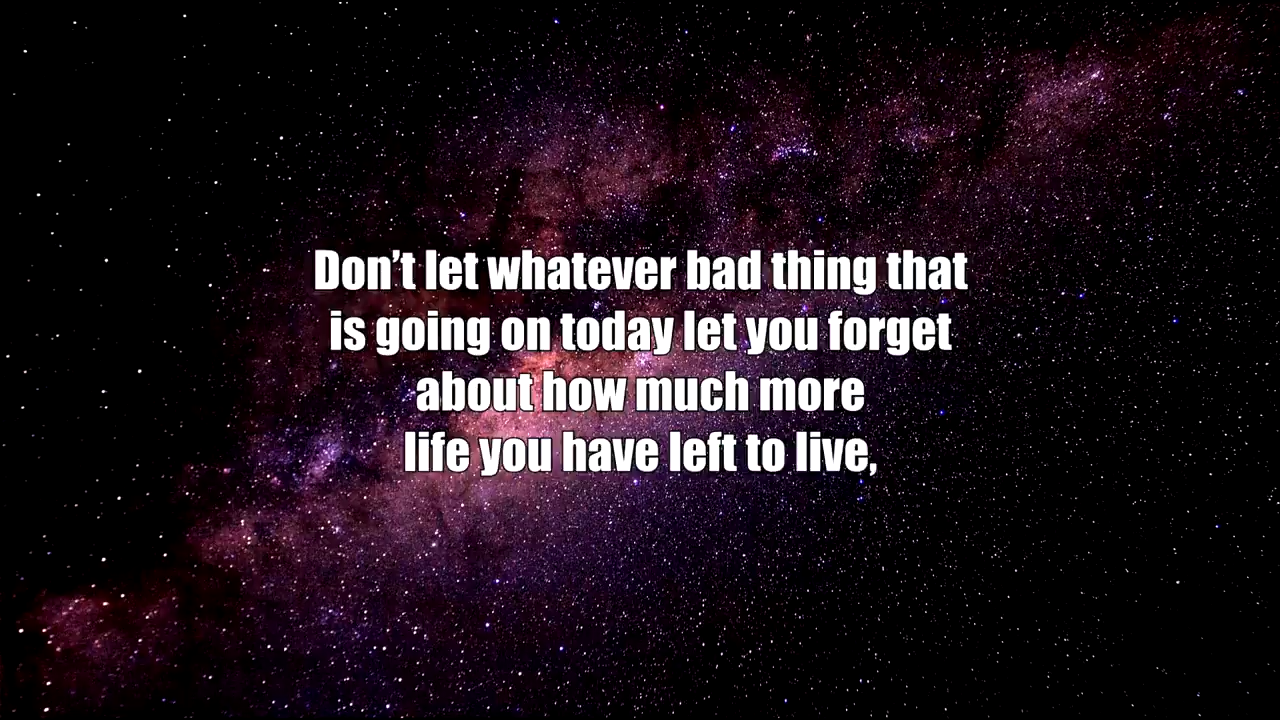 Don’t let whatever bad thing that
is going on today let you forget
about how much more
life you have left to live,